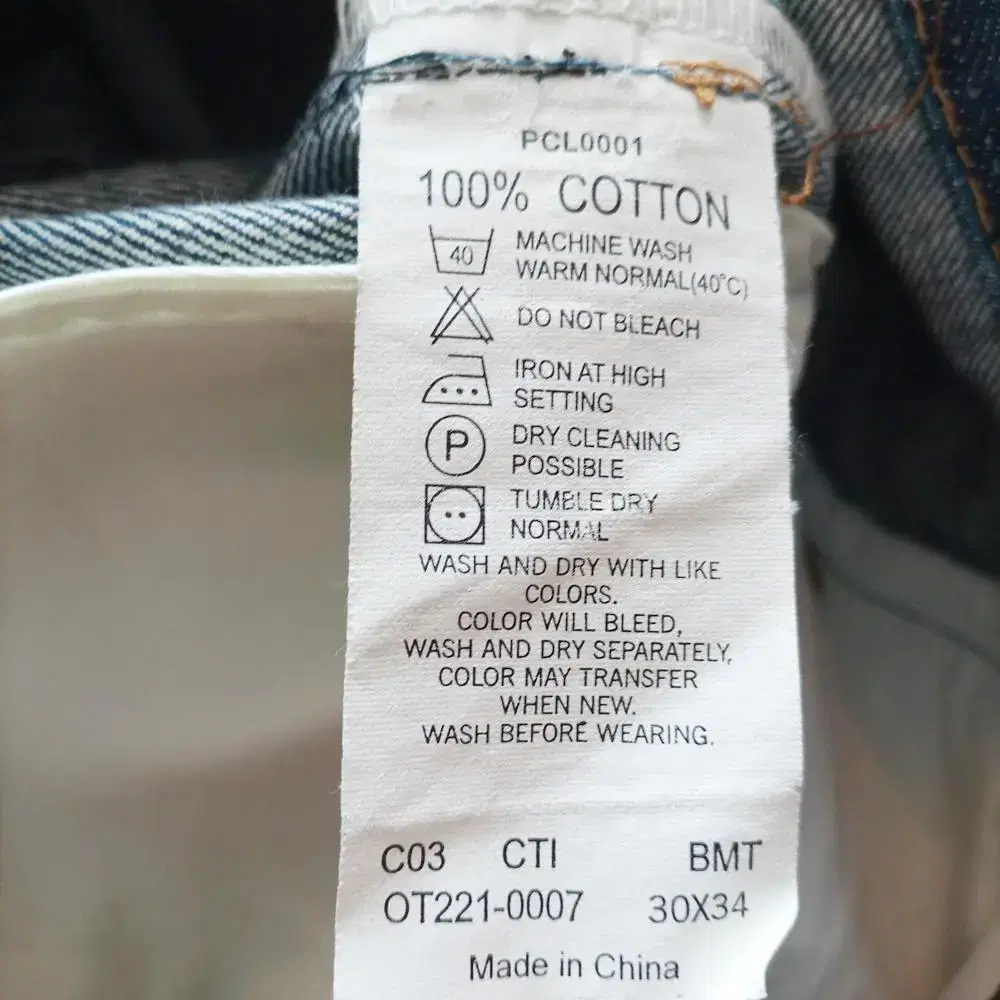 PCL0001
100% COTTON
40
MACHINE WASH
WARM NORMAL(40°C)
DO NOT BLEACH
IRON AT HIGH
SETTING
P
DRY CLEANING
POSSIBLE
TUMBLE DRY
NORMAL
WASH AND DRY WITH LIKE
COLORS.
COLOR WILL BLEED,
WASH AND DRY SEPARATELY,
COLOR MAY TRANSFER
WHEN NEW.
WASH BEFORE WEARING.
C03 CTI BMT
OT221-0007 30X34
Made in China